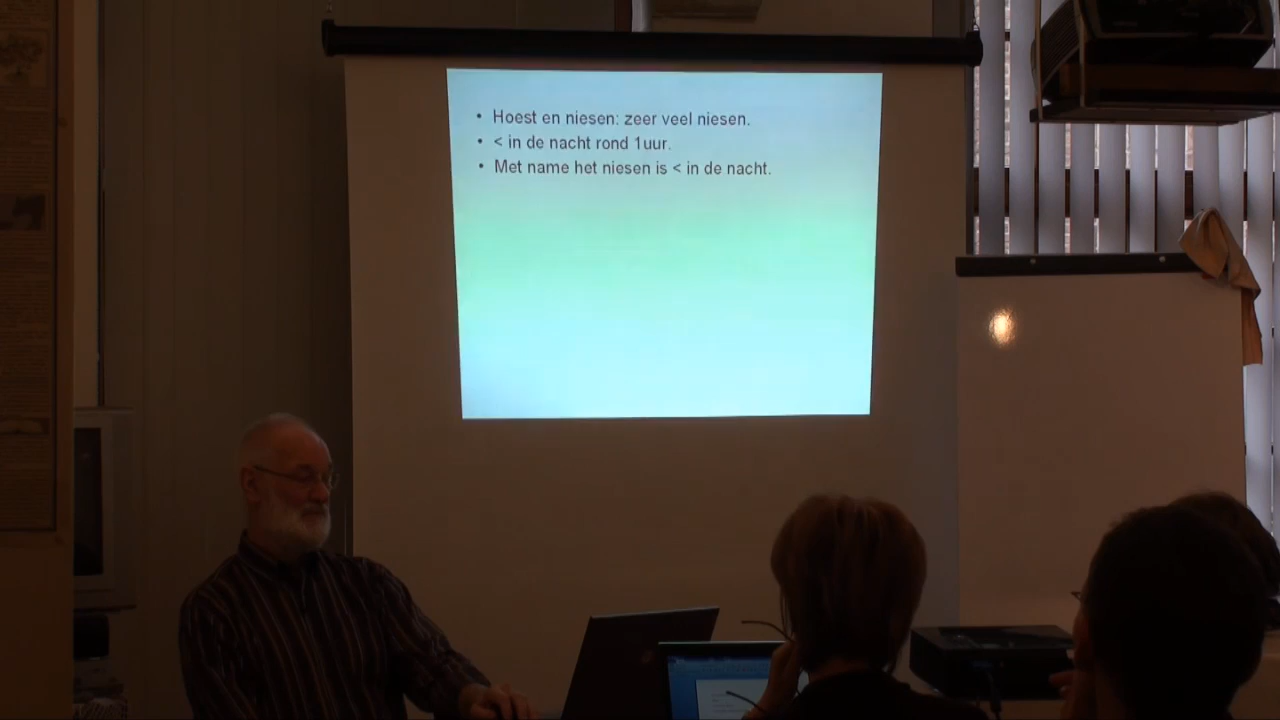 • Hoest en niesen: zeer veel niesen.
• < in de nacht rond 1uur.
• Met name het niesen is < in de nacht.